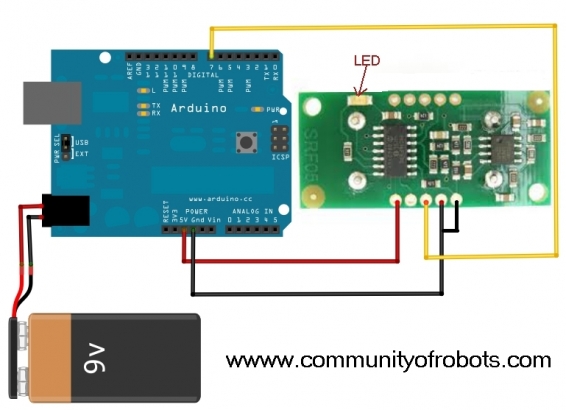 LED
AREF
GND
13
12
11
10
9
8
7
6
5
4
3
2
1
0
PWM
PWM
PWM
PWM
PWM
PWM
TX
RX
DIGITAL
L
TX
RX
Arduino
PWR
1
ICSP
PWR SEL
USB
EXT
SRF05
www.arduino.cc
RESET
3V3
5V
Gnd
Vin
POWER
ANALOG IN
0 1 2 3 4 5
9v
www.communityofrobots.com